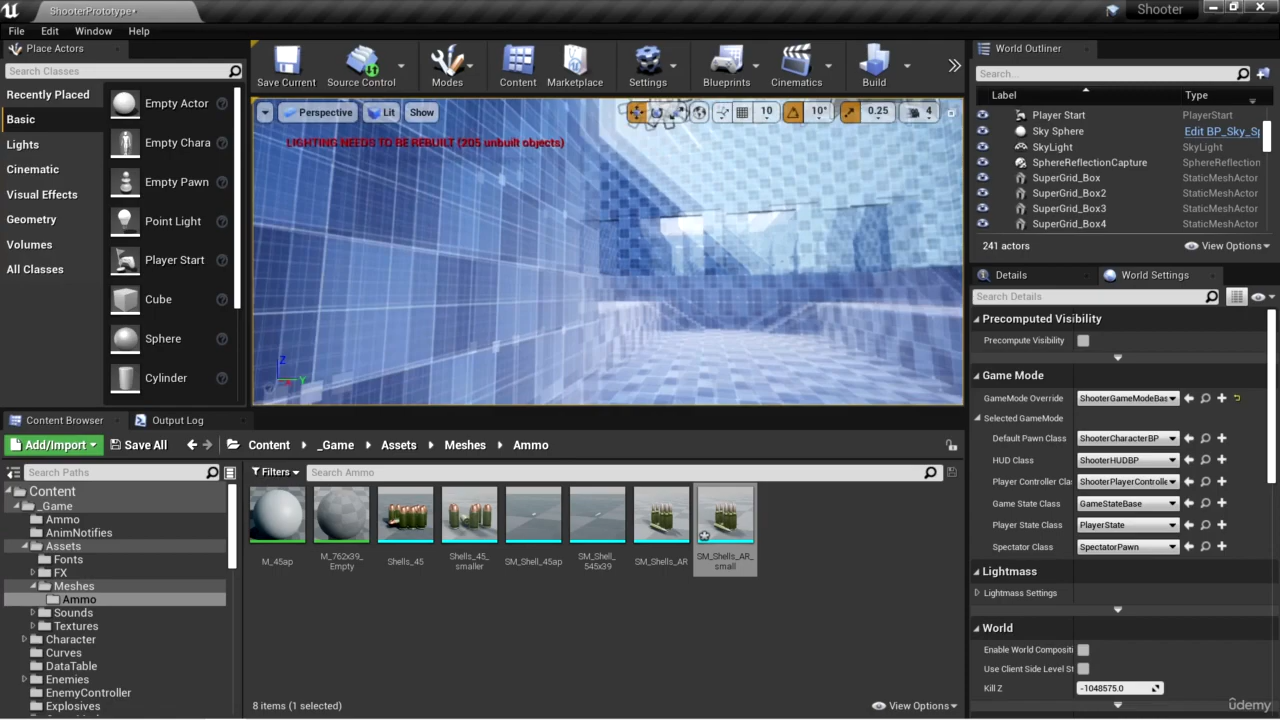 ShooterPrototype•
Shooter
File Edit Window Help
Place Actors
Search Classes
Recently Placed
Basic
Lights
Cinematic
Visual Effects
Geometry
Volumes
All Classes
Empty Actor
Empty Chara
Empty Pawn
Point Light
Player Start
Cube
Sphere
Cylinder
Save Current Source Control Modes Content Marketplace Settings Blueprints Cinematics Build
Perspective Lit Show 10 10° 0.25 4
LIGHTING NEEDS TO BE REBUILT (205 unbuilt objects)
Z
Y
World Outliner
Search...
Label Type
Player Start PlayerStart
Sky Sphere Edit BP_Sky_Sp
SkyLight SkyLight
SphereReflectionCapture SphereReflection
SuperGrid_Box StaticMeshActor
SuperGrid_Box2 StaticMeshActor
SuperGrid_Box3 StaticMeshActor
SuperGrid_Box4 StaticMeshActor
241 actors View Options
Details World Settings
Search Details
Precomputed Visibility
Precompute Visibility
Game Mode
GameMode Override ShooterGameModeBas
Selected GameMode
Default Pawn Class ShooterCharacterBP
HUD Class ShooterHUDBP
Player Controller Clas ShooterPlayerControlle
Game State Class GameStateBase
Player State Class PlayerState
Spectator Class SpectatorPawn
Lightmass
Lightmass Settings
World
Enable World Compositi
Use Client Side Level St
Kill Z -1048575.0
Content Browser Output Log
Add/Import Save All Content _Game Assets Meshes Ammo
Search Paths
Filters Search Ammo
Content
_Game
Ammo
AnimNotifies
Assets
Fonts
FX
Meshes
Ammo
Sounds
Textures
Character
Curves
DataTable
Enemies
EnemyController
Explosives
M_45ap
M_762x39_
Empty
Shells_45
Shells_45_
smaller
SM_Shell_45ap
SM_Shell_
545x39
SM_Shells_AR
SM_Shells_AR_
small
8 items (1 selected) View Options
udemy